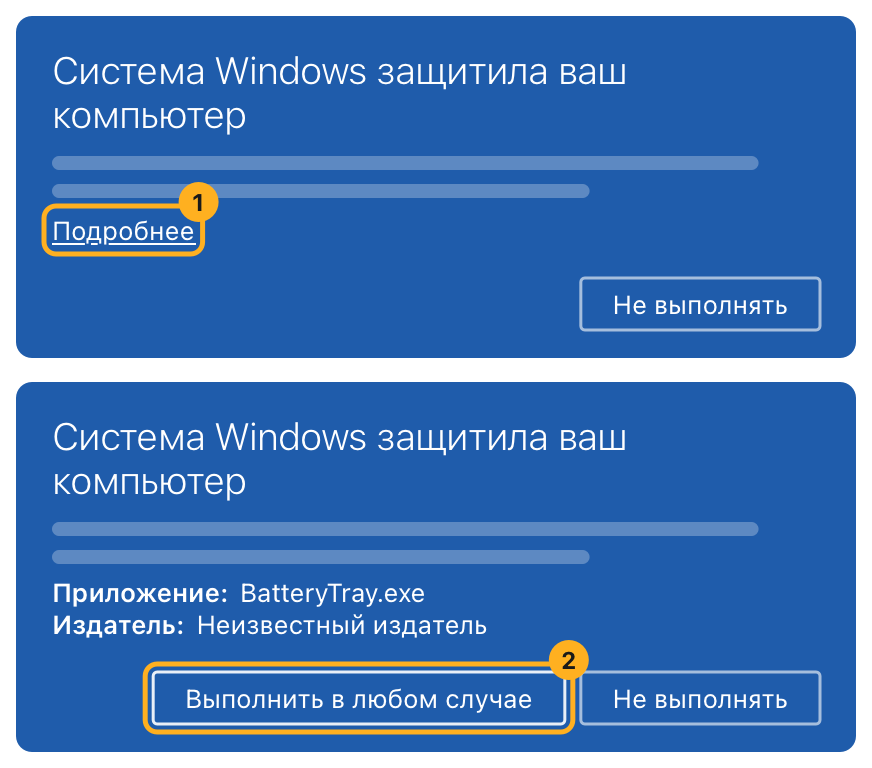 Система Windows защитила ваш
компьютер
1
Подробнее
Не выполнять
Система Windows защитила ваш
компьютер
Приложение: BatteryTray.exe
Издатель: Неизвестный издатель
2
Выполнить в любом случае
Не выполнять